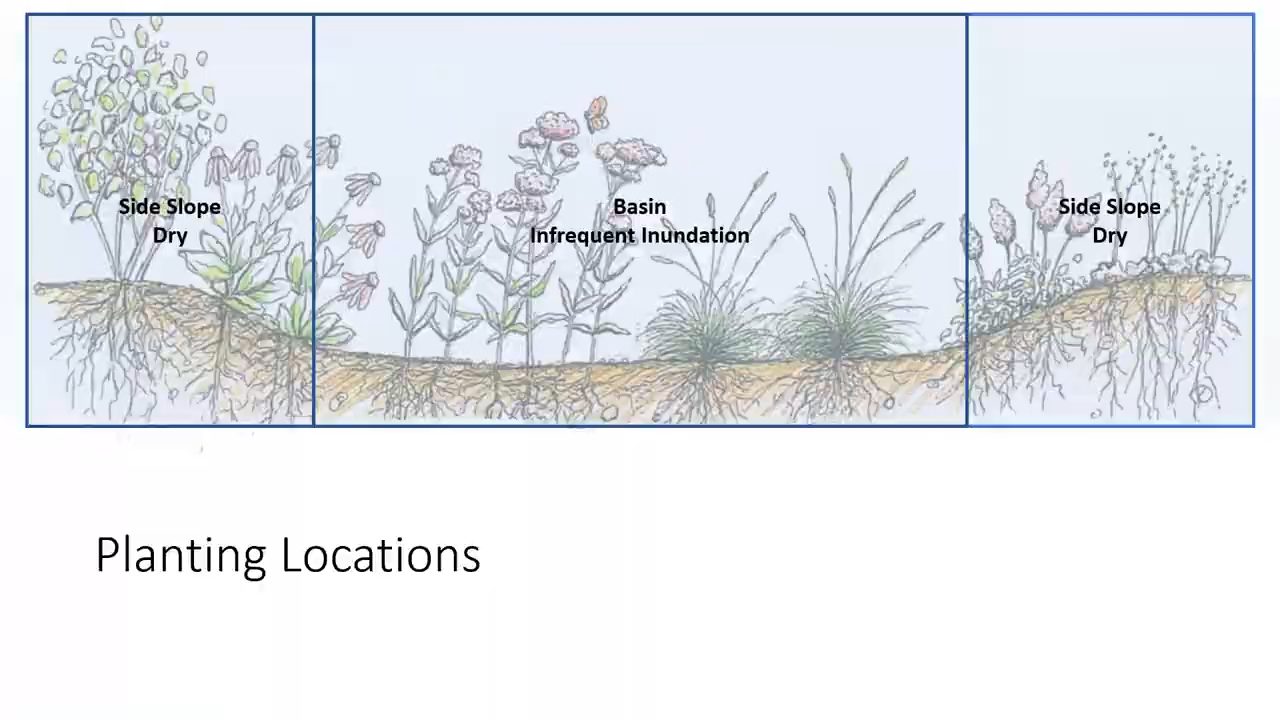 Side Slope
Dry
Basin
Infrequent Inundation
Side Slope
Dry
Planting Locations